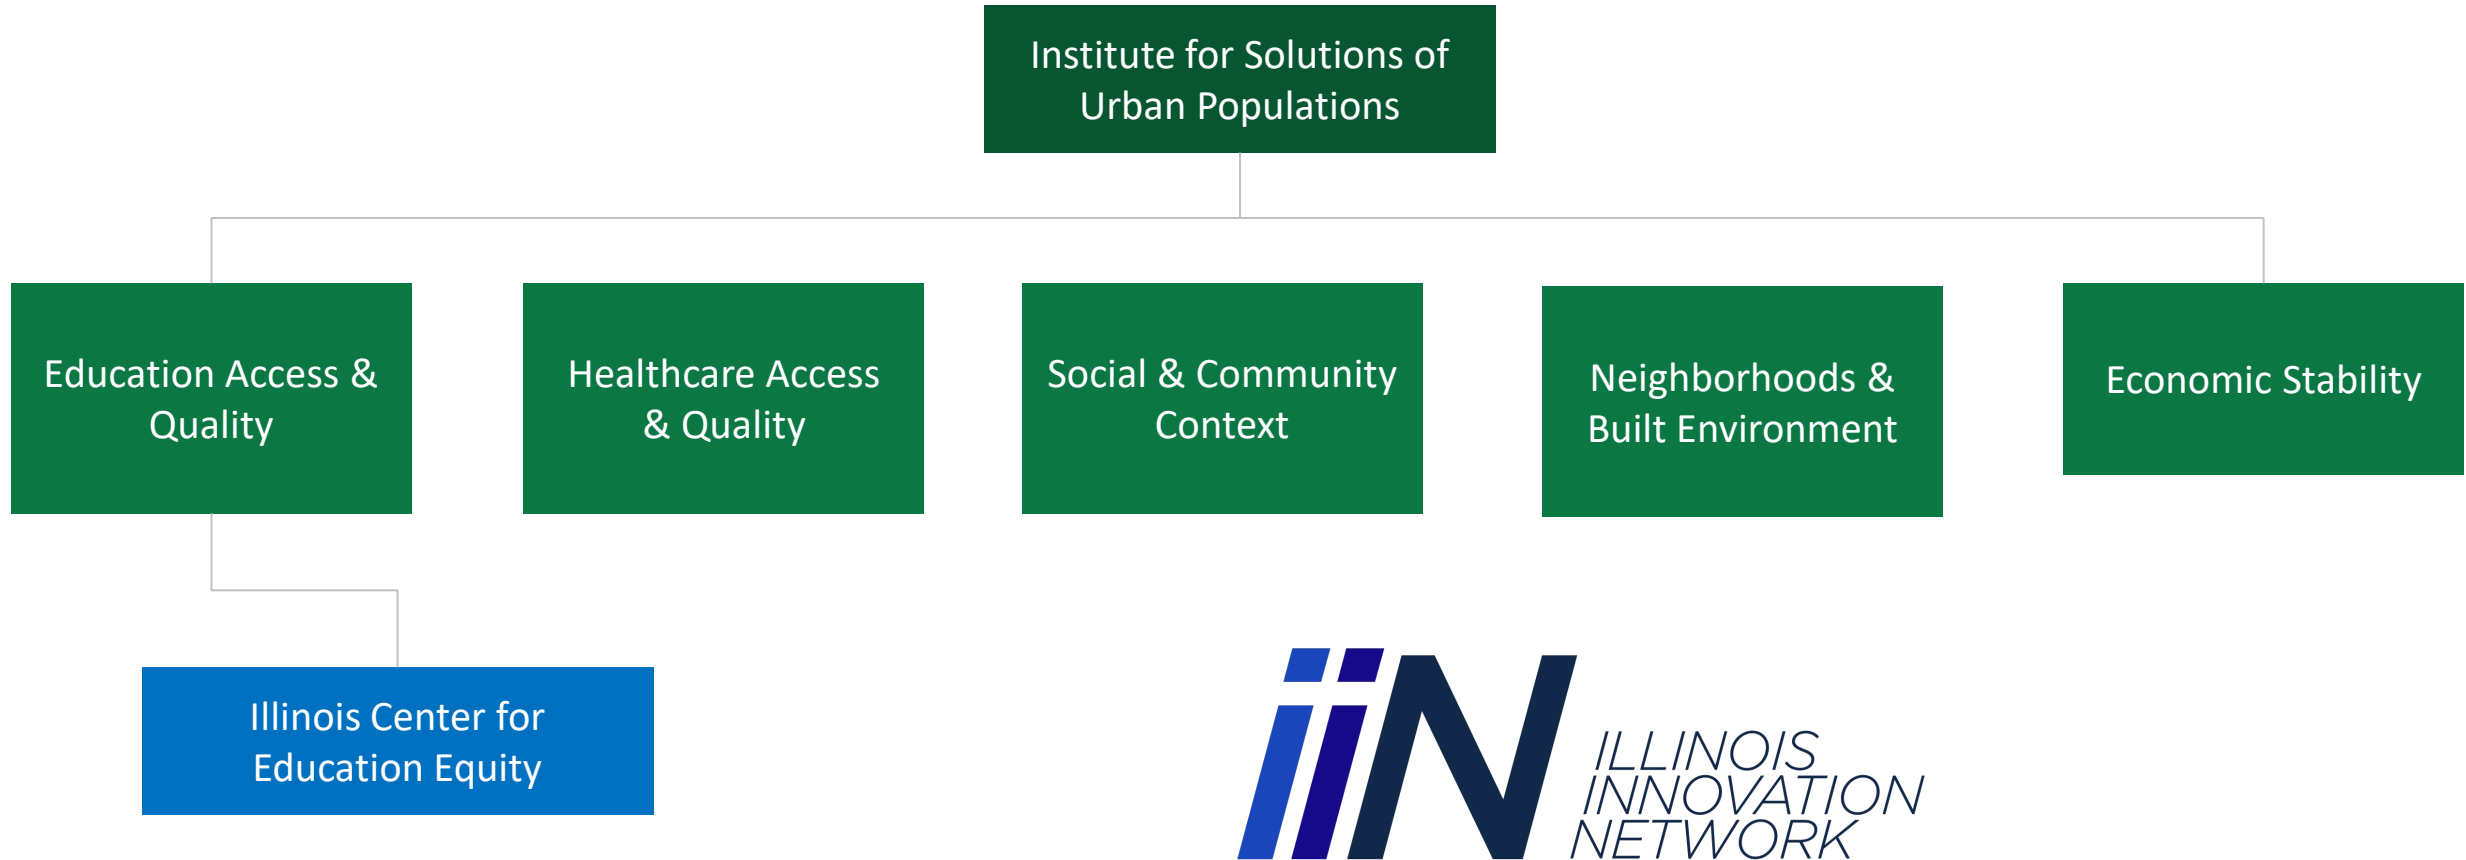 Institute for Solutions of
Urban Populations
Education Access &
Quality
Healthcare Access
& Quality
Social & Community
Context
Neighborhoods &
Built Environment
Economic Stability
Illinois Center for
Education Equity
iiN
ILLINOIS
INNOVATION
NETWORK